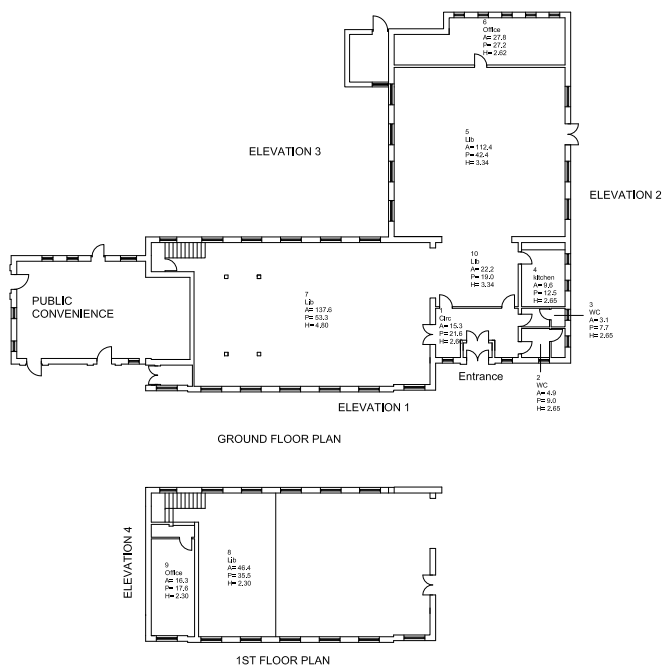 6
Office
A= 27.8
P= 27.2
H= 2.62
5
Lib
A= 112.4
P= 42.4
H= 3.34
ELEVATION 3
ELEVATION 2
10
Lib
A= 22.2
P= 19.0
H= 3.34
4
kitchen
A= 9.6
P= 12.5
H= 2.65
7
Lib
A= 137.6
P= 53.3
H= 4.80
PUBLIC
CONVENIENCE
3
WC
A= 3.1
P= 7.7
H= 2.65
Circ
A= 15.3
P= 21.6
Entrance
2
WC
A= 4.9
P= 9.0
H= 2.65
ELEVATION 1
GROUND FLOOR PLAN
ELEVATION 4
8
Lib
A= 46.4
P= 35.5
H= 2.30
9
Office
A= 16.3
P= 17.6
H= 2.30
1ST FLOOR PLAN